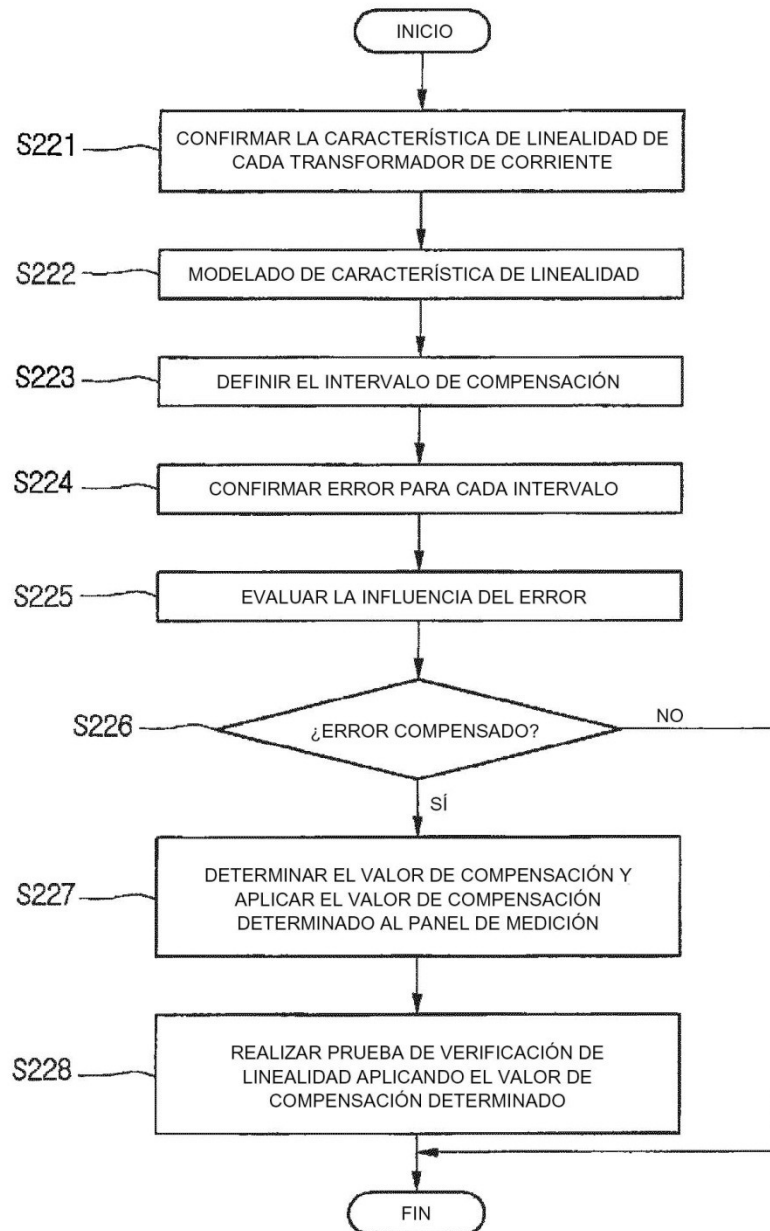 INICIO
S221
CONFIRMAR LA CARACTERÍSTICA DE LINEALIDAD DE
CADA TRANSFORMADOR DE CORRIENTE
S222
MODELADO DE CARACTERÍSTICA DE LINEALIDAD
S223
DEFINIR EL INTERVALO DE COMPENSACIÓN
S224
CONFIRMAR ERROR PARA CADA INTERVALO
S225
EVALUAR LA INFLUENCIA DEL ERROR
S226
¿ERROR COMPENSADO?
NO
SÍ
S227
DETERMINAR EL VALOR DE COMPENSACIÓN Y
APLICAR EL VALOR DE COMPENSACIÓN
DETERMINADO AL PANEL DE MEDICIÓN
S228
REALIZAR PRUEBA DE VERIFICACIÓN DE
LINEALIDAD APLICANDO EL VALOR DE
COMPENSACIÓN DETERMINADO
FIN